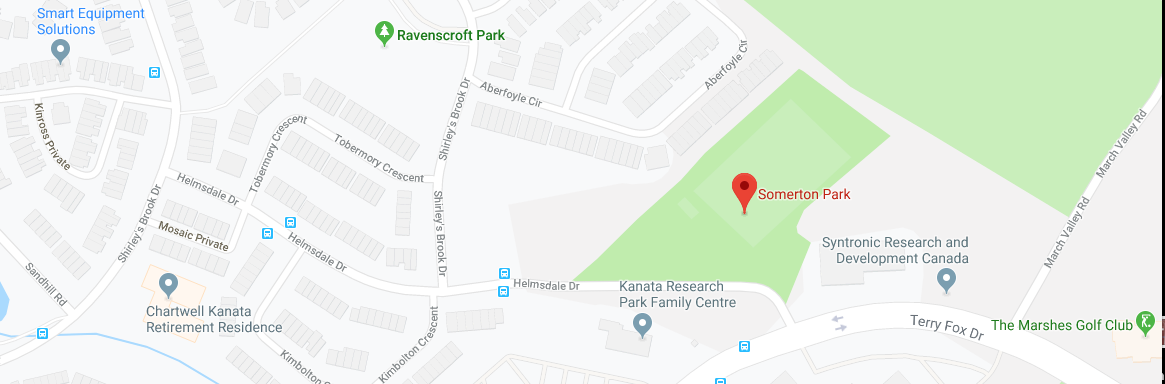 Smart Equipment
Solutions
Ravenscroft Park
Aberfoyle Cir
Aberfoyle Cir
Kinross Private
Shirley's Brook Dr
Tobermory Crescent
Tobermory Crescent
March Valley Rd
Helmsdale Dr
Somerton Park
Shirley's Brook Dr
Shirley's Brook Dr
Mosaic Private
March Valley Rd
Helmsdale Dr
Syntronic Research and
Development Canada
Sandhill Rd
Helmsdale Dr
Kanata Research
Park Family Centre
Chartwell Kanata
Retirement Residence
Terry Fox Dr
The Marshes Golf Club
Kimbolton Crescent
Kimbolton Crescent